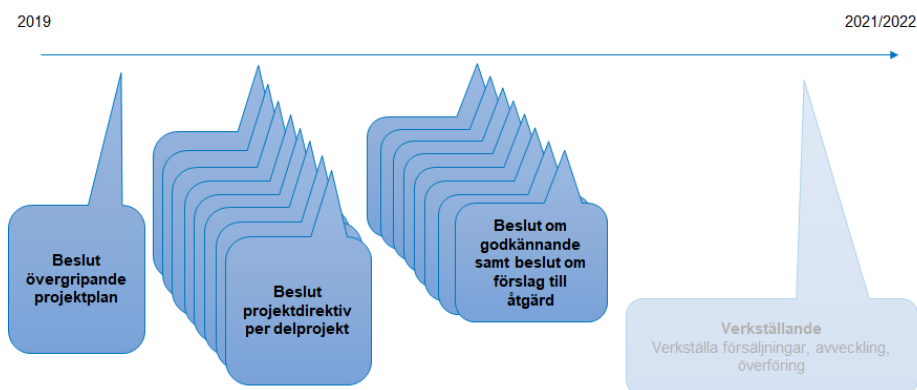 2019
2021/2022
Beslut
övergripande
projektplan
Beslut
projektdirektiv
per delprojekt
Beslut om
godkännande
samt beslut om
förslag till
åtgärd
Verkställande
Verkställa försäljningar, avveckling,
överföring